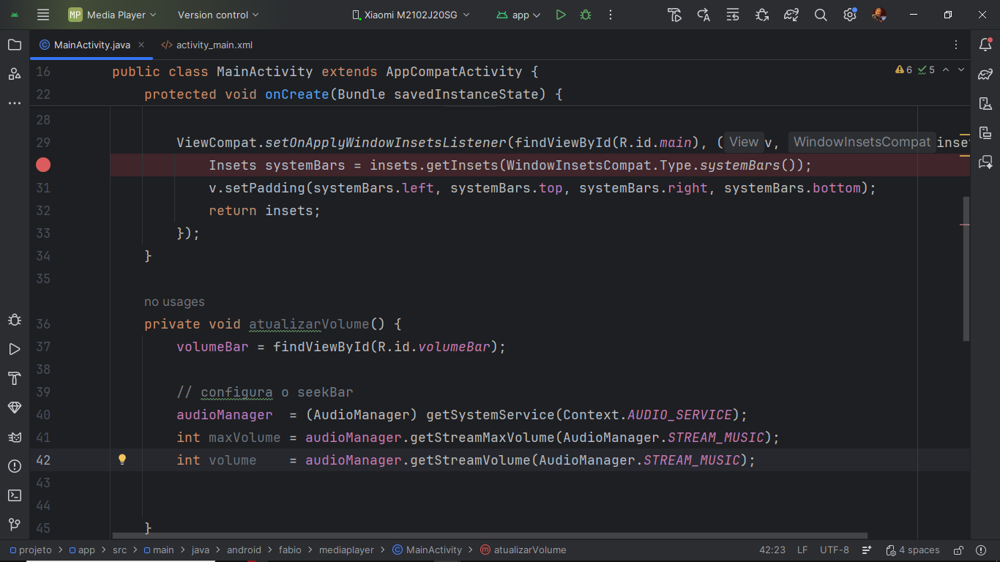 MP Media Player Version control Xiaomi M2102J20SG app
MainActivity.java activity_main.xml
16 public class MainActivity extends AppCompatActivity { 6 5
22 protected void onCreate(Bundle savedInstanceState) {
28
29 ViewCompat.setOnApplyWindowInsetsListener(findViewById(R.id.main), ( View v, WindowInsetsCompat inse
Insets systemBars = insets.getInsets(WindowInsetsCompat.Type.systemBars());
31 v.setPadding(systemBars.left, systemBars.top, systemBars.right, systemBars.bottom);
32 return insets;
33 });
34 }
35
no usages
36 private void atualizarVolume() {
37 volumeBar = findViewById(R.id.volumeBar);
38
39 // configura o seekBar
40 audioManager = (AudioManager) getSystemService(Context.AUDIO_SERVICE);
41 int maxVolume = audioManager.getStreamMaxVolume(AudioManager.STREAM_MUSIC);
42 int volume = audioManager.getStreamVolume(AudioManager.STREAM_MUSIC);
43
44
45 }
projeto app src main java android fabio mediaplayer MainActivity atualizarVolume 42:23 LF UTF-8 4 spaces